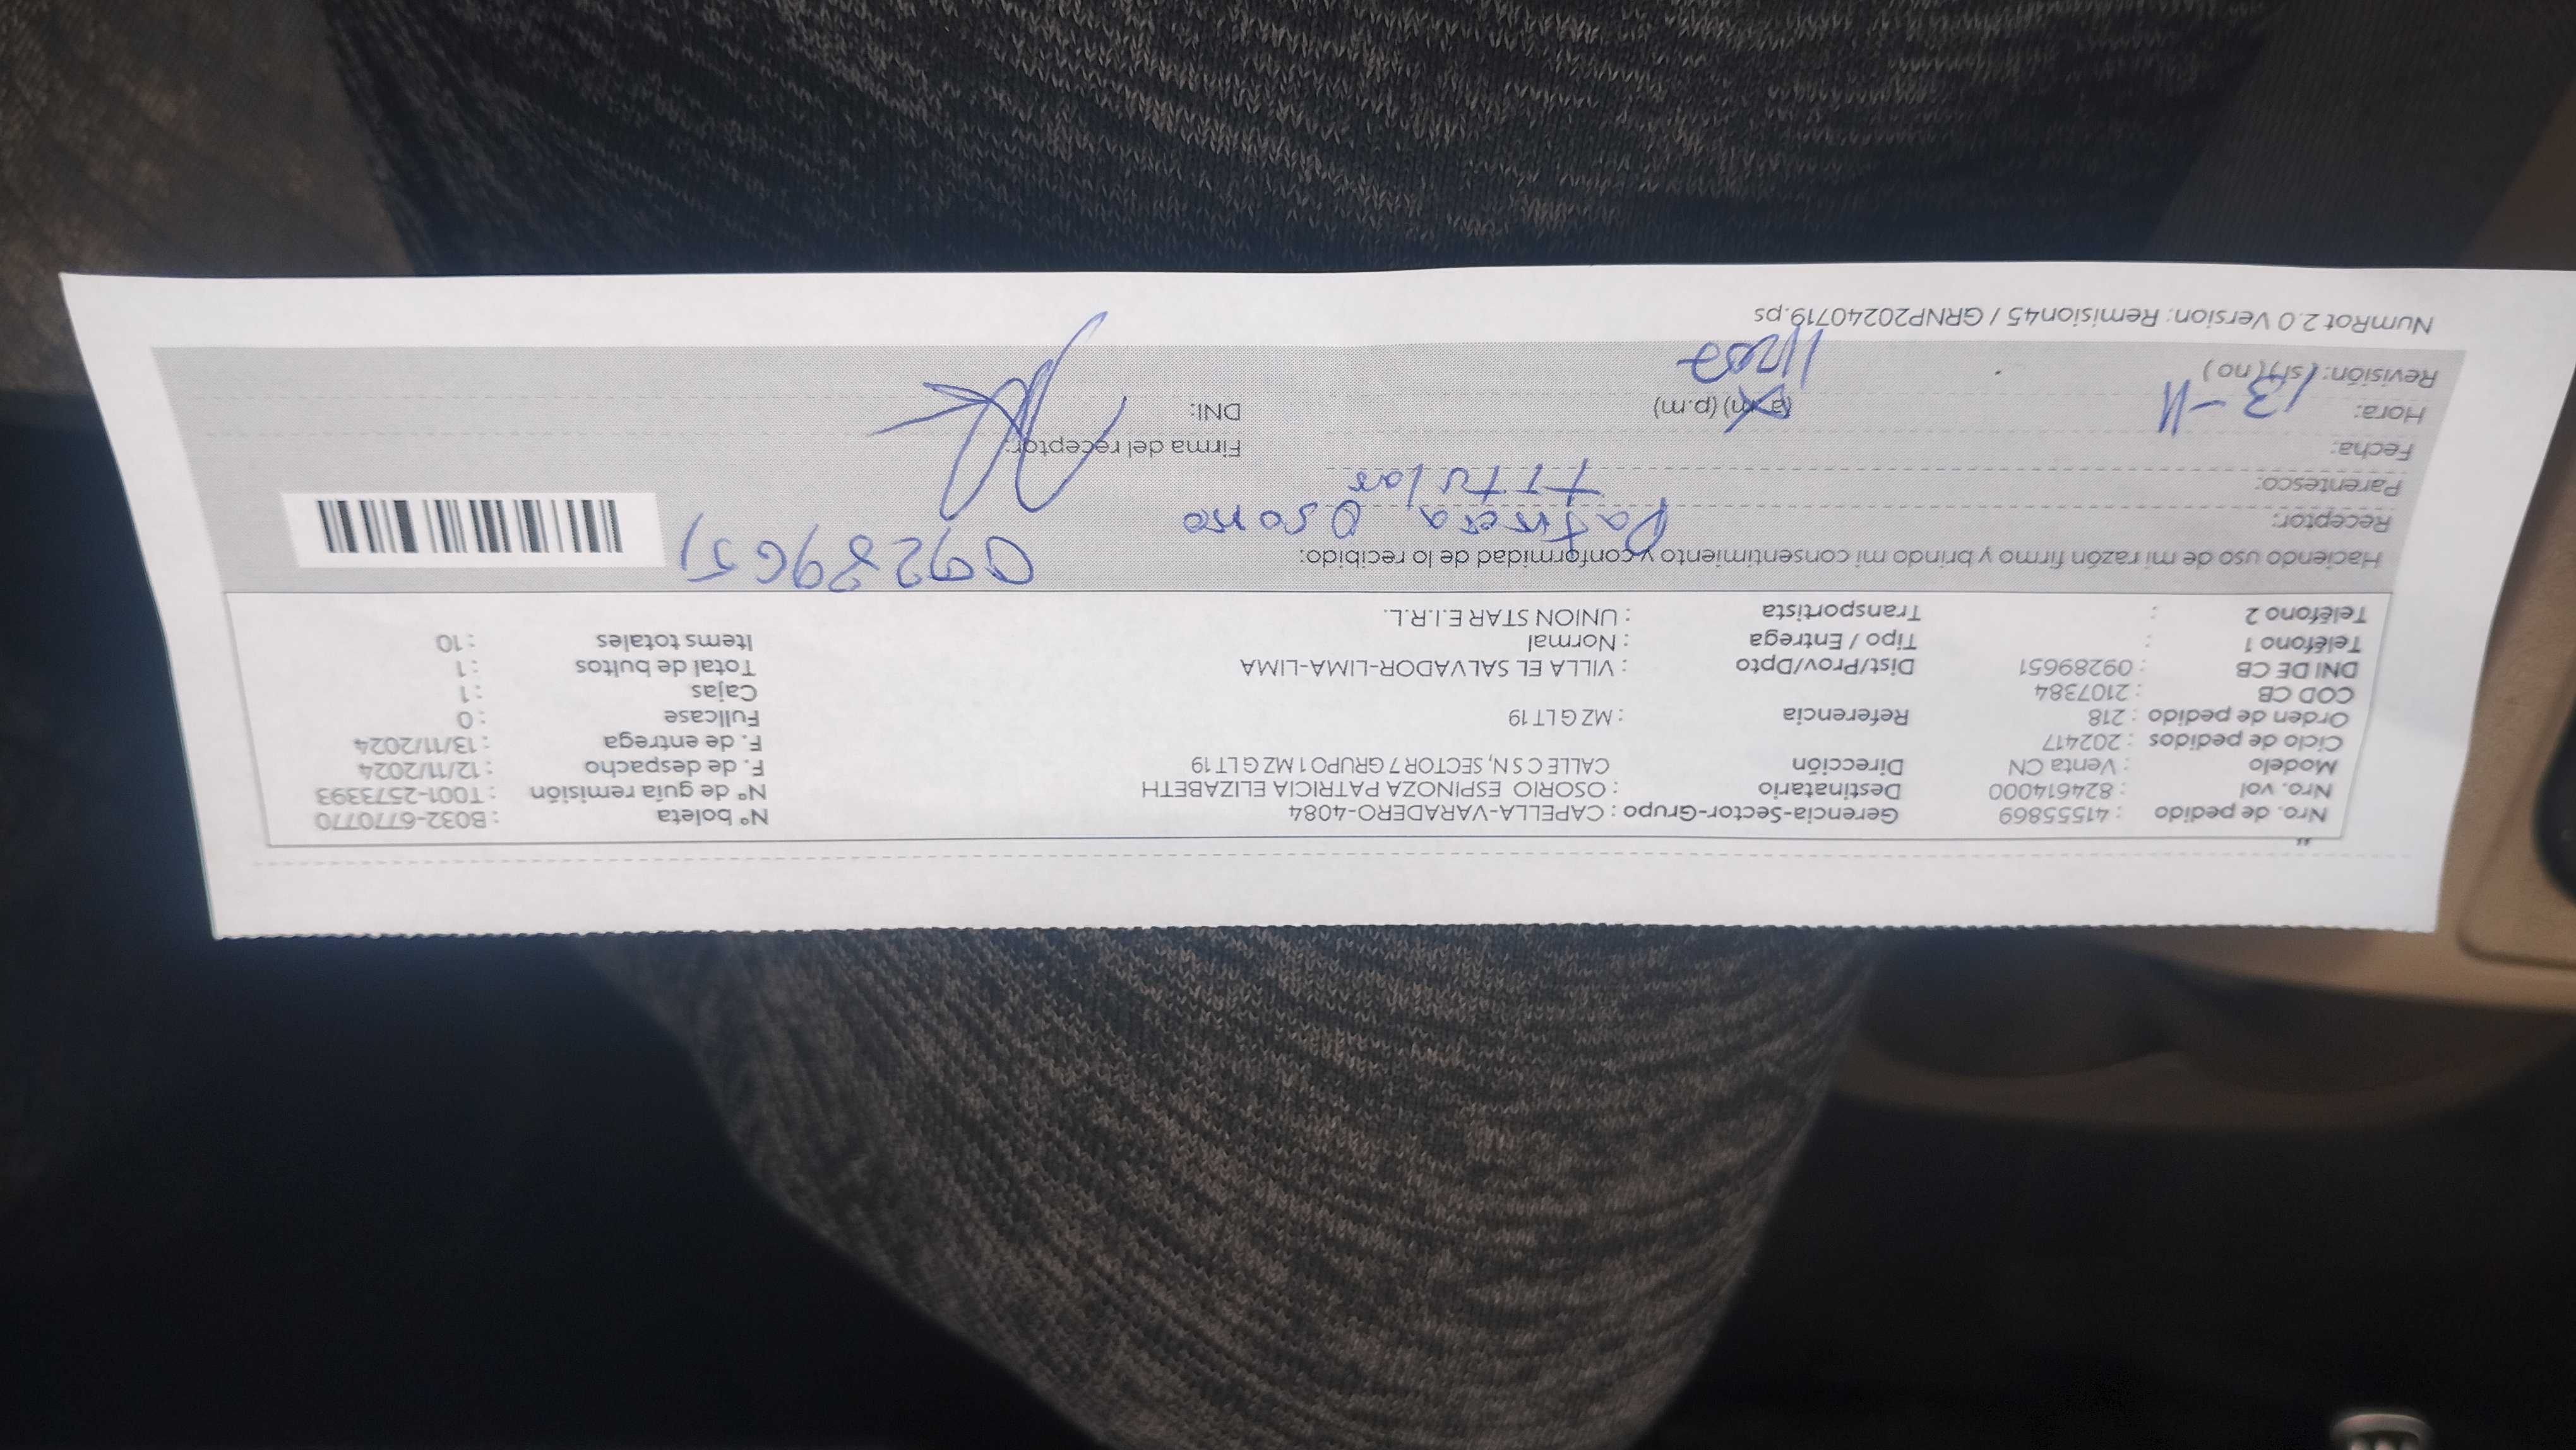 Nro. de pedido : 41555869 Gerencia-Sector-Grupo : CAPELLA-VARADERO-4084 Nº boleta : B032-6770770
Nro. vol : 824614000 Destinatario : OSORIO ESPINOZA PATRICIA ELIZABETH Nº de guía remisión : T001-2573393
Modelo : Venta CN Dirección CALLE C S N, SECTOR 7 GRUPO 1 MZ G LT 19 F. de despacho : 12/11/2024
Ciclo de pedidos : 202417 F. de entrega : 13/11/2024
Orden de pedido : 218 Referencia : MZ G LT 19 Fullcase : 0
COD CB : 2107384 Cajas : 1
DNI DE CB : 09289651 Dist/Prov/Dpto : VILLA EL SALVADOR-LIMA-LIMA Total de bultos : 1
Teléfono 1 : Tipo / Entrega : Normal Items totales : 10
Teléfono 2 : Transportista : UNION STAR E.I.R.L.
Haciendo uso de mi razón firmo y brindo mi consentimiento y conformidad de lo recibido: 09289651
Receptor: Patricia Osorio
Parentesco: titular
Fecha: 13-11 Firma del receptor:
Hora: (a.m) (p.m) DNI:
Revisión: (si) (no)
NumRot 2.0 Version: Remision45 / GRNP20240719.ps